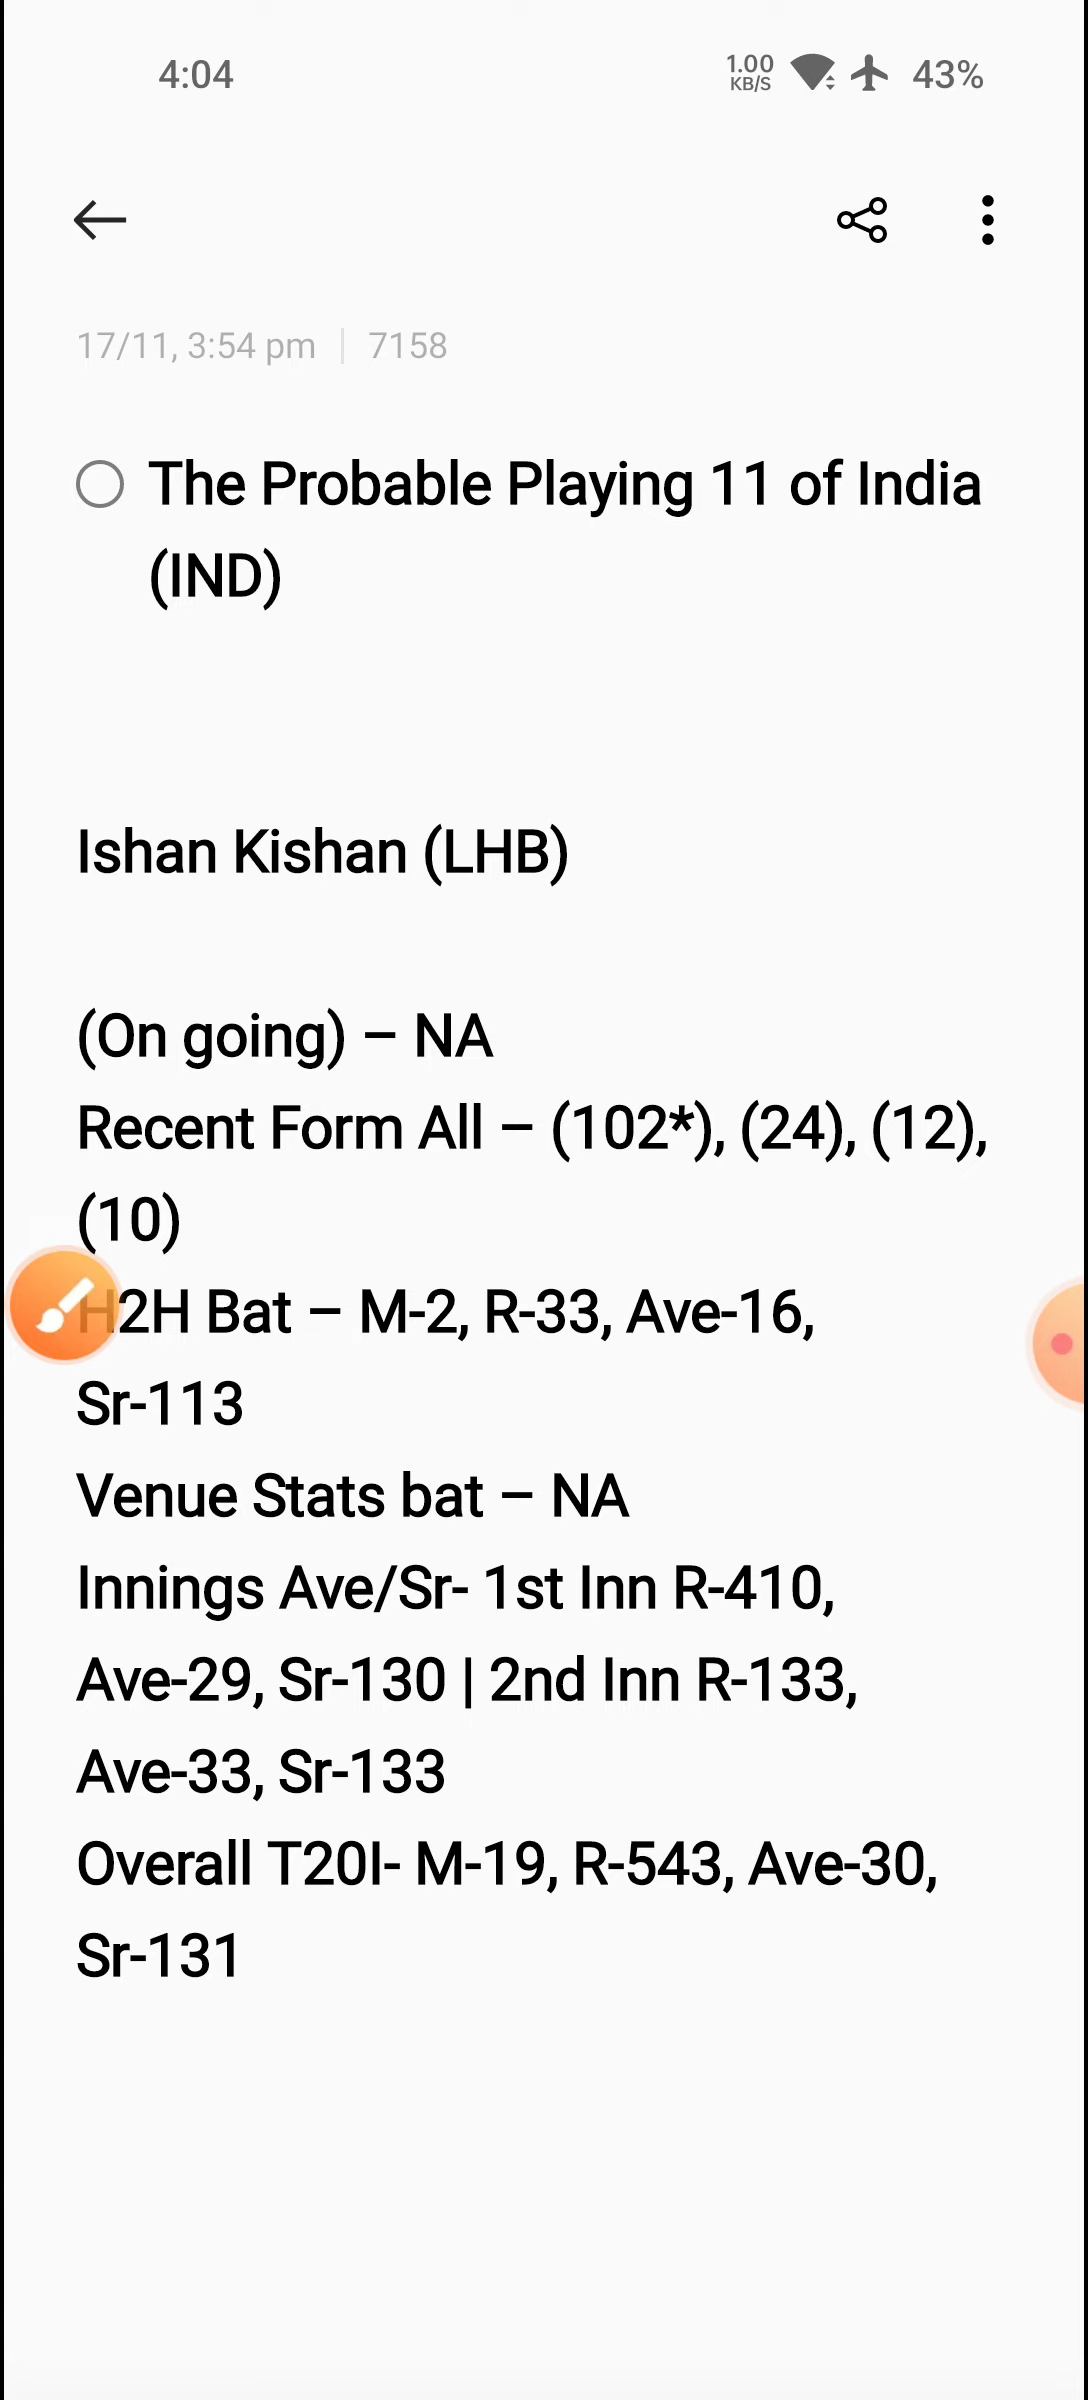 4:04
1.00
KB/S
43%
17/11, 3:54 pm | 7158
The Probable Playing 11 of India
(IND)
Ishan Kishan (LHB)
(On going) – NA
Recent Form All – (102*), (24), (12),
(10)
H2H Bat – M-2, R-33, Ave-16,
Sr-113
Venue Stats bat – NA
Innings Ave/Sr- 1st Inn R-410,
Ave-29, Sr-130 | 2nd Inn R-133,
Ave-33, Sr-133
Overall T20I- M-19, R-543, Ave-30,
Sr-131